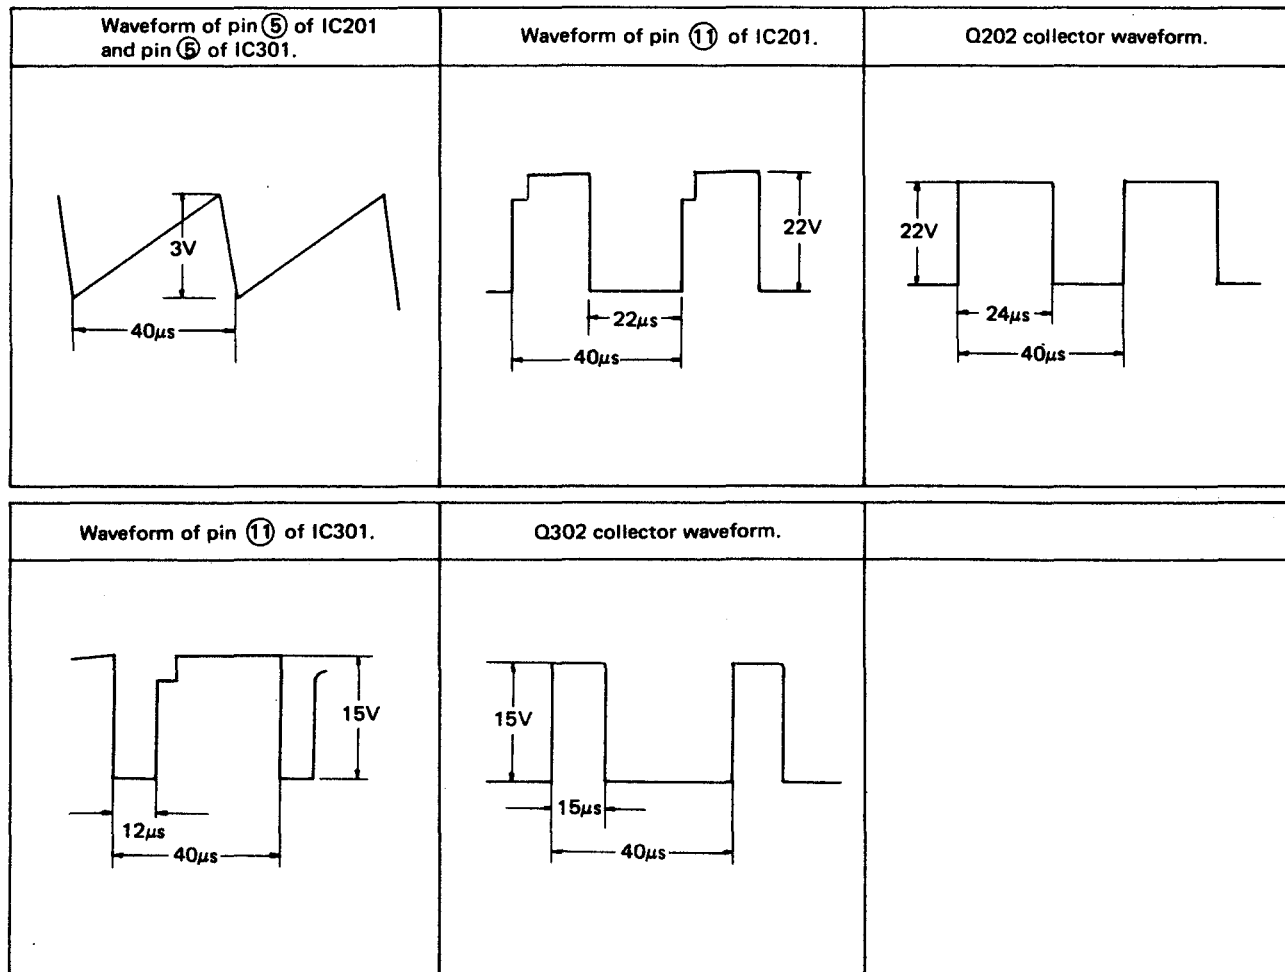 Waveform of pin ⑤ of IC201
and pin ⑤ of IC301.
Waveform of pin ⑪ of IC201.
Q202 collector waveform.
3V
40μs
22V
22μs
40μs
22V
24μs
40μs
Waveform of pin ⑪ of IC301.
Q302 collector waveform.
15V
12μs
40μs
15V
15μs
40μs